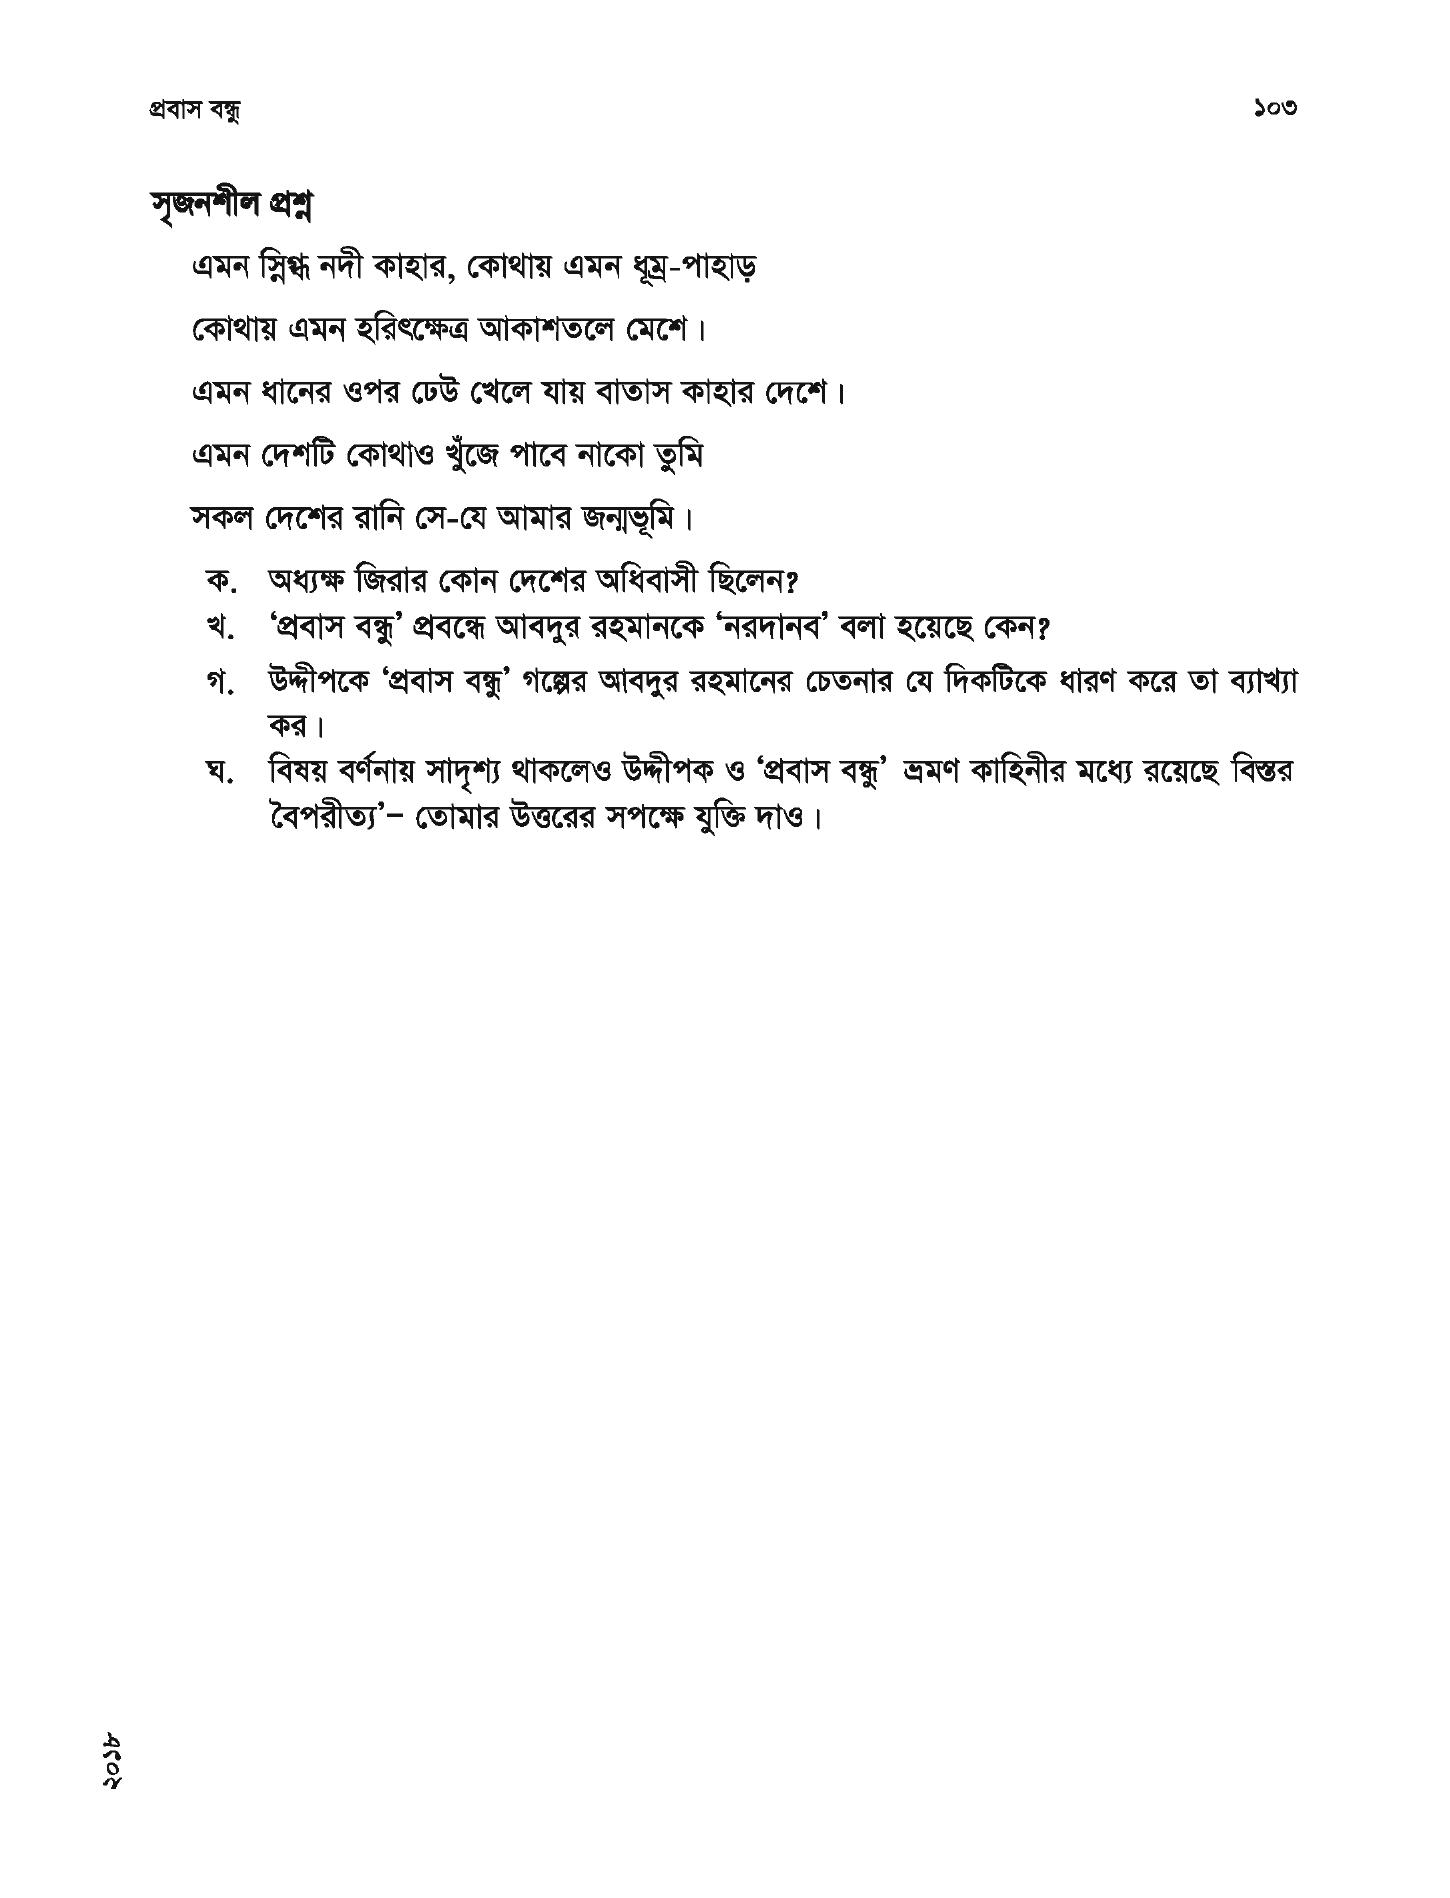 প্রবাস বন্ধু ১০৩
সৃজনশীল প্রশ্ন
এমন স্নিগ্ধ নদী কাহার, কোথায় এমন ধূম্র-পাহাড়
কোথায় এমন হরিৎক্ষেত্র আকাশতলে মেশে।
এমন ধানের ওপর ঢেউ খেলে যায় বাতাস কাহার দেশে।
এমন দেশটি কোথাও খুঁজে পাবে নাকো তুমি
সকল দেশের রানি সে-যে আমার জন্মভূমি।
ক. অধ্যক্ষ জিরার কোন দেশের অধিবাসী ছিলেন?
খ. ‘প্রবাস বন্ধু’ প্রবন্ধে আবদুর রহমানকে ‘নরদানব’ বলা হয়েছে কেন?
গ. উদ্দীপকে ‘প্রবাস বন্ধু’ গল্পের আবদুর রহমানের চেতনার যে দিকটিকে ধারণ করে তা ব্যাখ্যা
কর।
ঘ. বিষয় বর্ণনায় সাদৃশ্য থাকলেও উদ্দীপক ও ‘প্রবাস বন্ধু’ ভ্রমণ কাহিনীর মধ্যে রয়েছে বিস্তর
বৈপরীত্য’– তোমার উত্তরের সপক্ষে যুক্তি দাও।
২০১৮